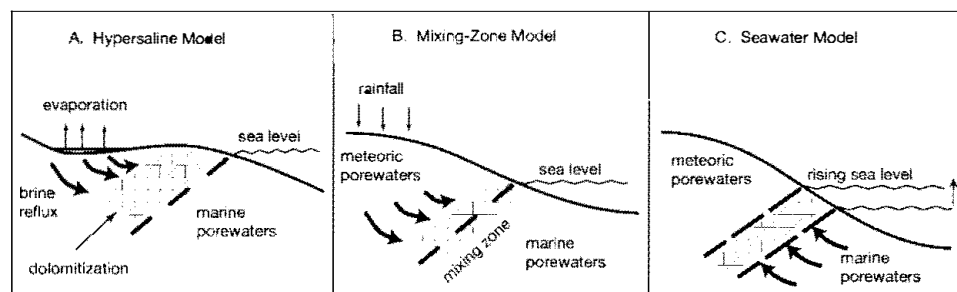 A. Hypersaline Model
evaporation
sea level
brine
reflux
marine
porewaters
dolomitization
B. Mixing-Zone Model
rainfall
meteoric
porewaters
sea level
mixing zone
marine
porewaters
C. Seawater Model
meteoric
porewaters
rising sea level
marine
porewaters